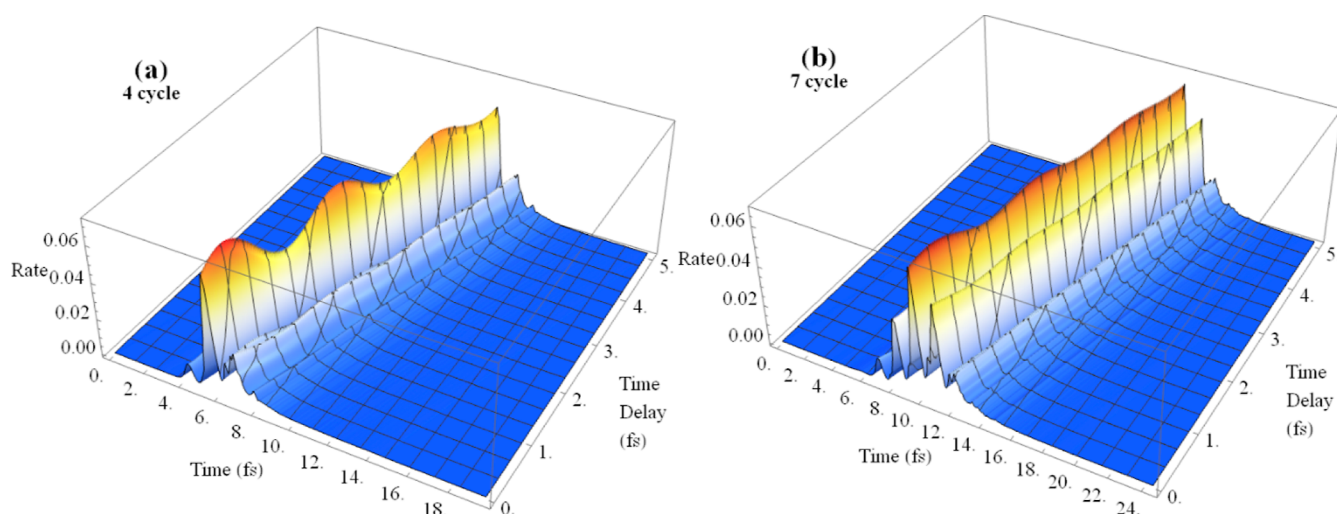 (a)
4 cycle
0.06
Rate 0.04
0.02
0.00
0. 2. 4. 6. 8. 10. 12. 14. 16. 18
Time (fs)
0. 1. 2. 3. 4. 5.
Time
Delay
(fs)
(b)
7 cycle
0.06
Rate 0.04
0.02
0.00
0. 2. 4. 6. 8. 10. 12. 14. 16. 18. 20. 22. 24.
Time (fs)
0. 1. 2. 3. 4. 5
Time
Delay
(fs)